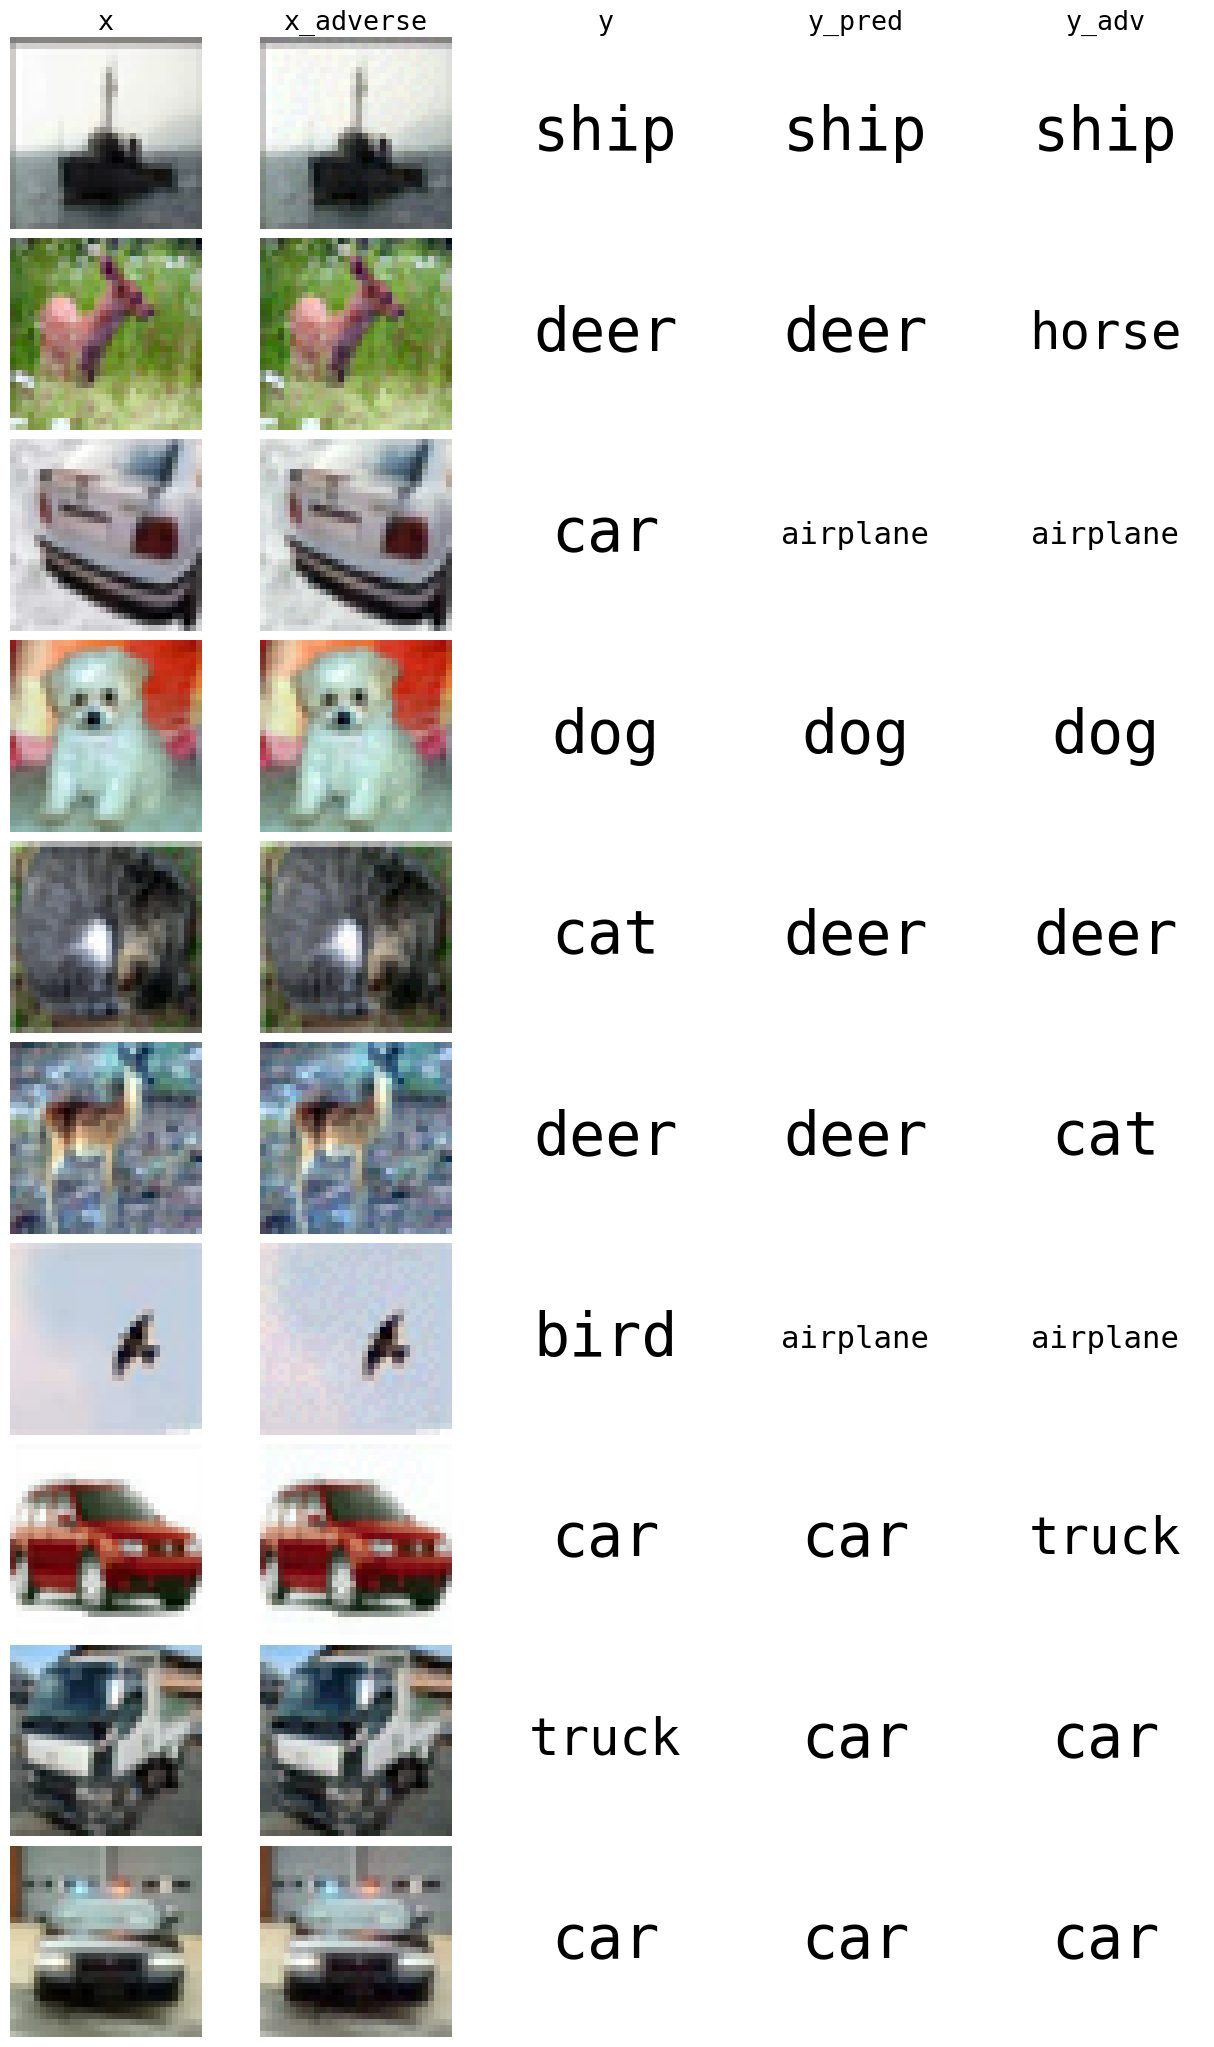 x x_adverse y y_pred y_adv
ship ship ship
deer deer horse
car airplane airplane
dog dog dog
cat deer deer
deer deer cat
bird airplane airplane
car car truck
truck car car
car car car